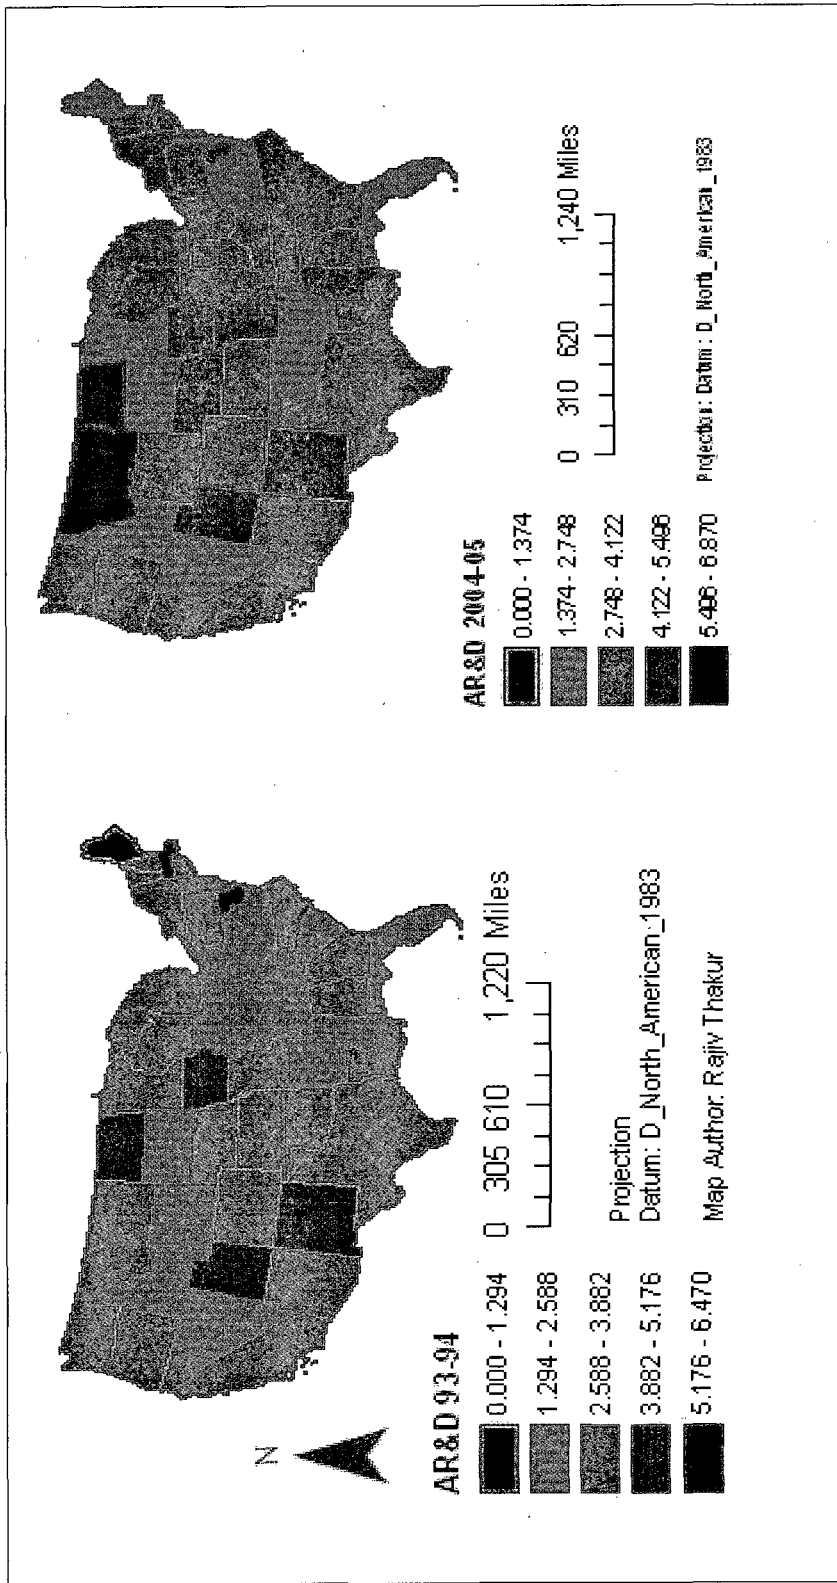 N
AR&D 93-94
0.000 - 1.294
1.294 - 2.588
2.588 - 3.882
3.882 - 5.176
5.176 - 6.470
0 305 610 1,220 Miles
Projection
Datum: D_North_American_1983
Map Author: Rajiv Thakur
AR&D 2004-05
0.000 - 1.374
1.374 - 2.748
2.748 - 4.122
4.122 - 5.496
5.496 - 6.870
0 310 620 1,240 Miles
Projection: Datum: D_North_American_1983